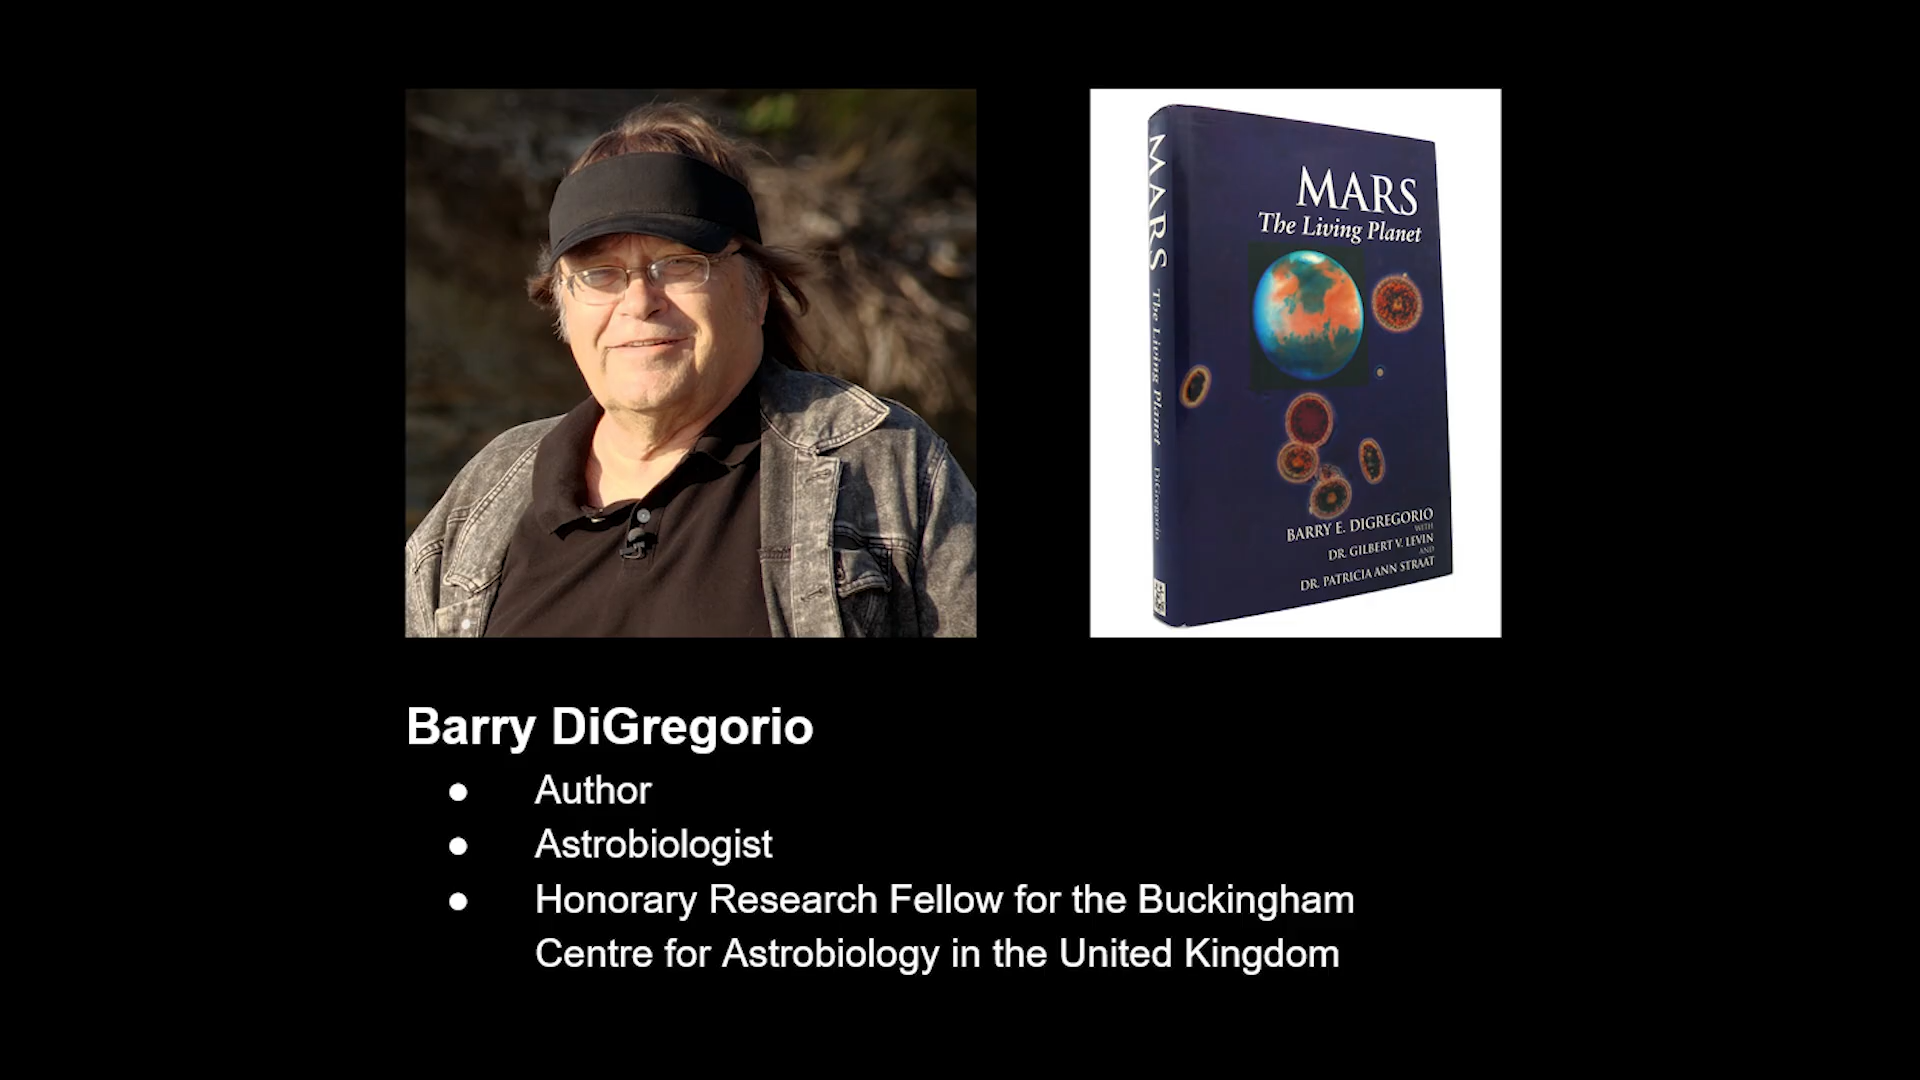 MARS
The Living Planet
DiGregorio
MARS
The Living Planet
BARRY E. DIGREGORIO
WITH
DR. GILBERT V. LEVIN
AND
DR. PATRICIA ANN STRAAT
Barry DiGregorio
● Author
● Astrobiologist
● Honorary Research Fellow for the Buckingham
Centre for Astrobiology in the United Kingdom